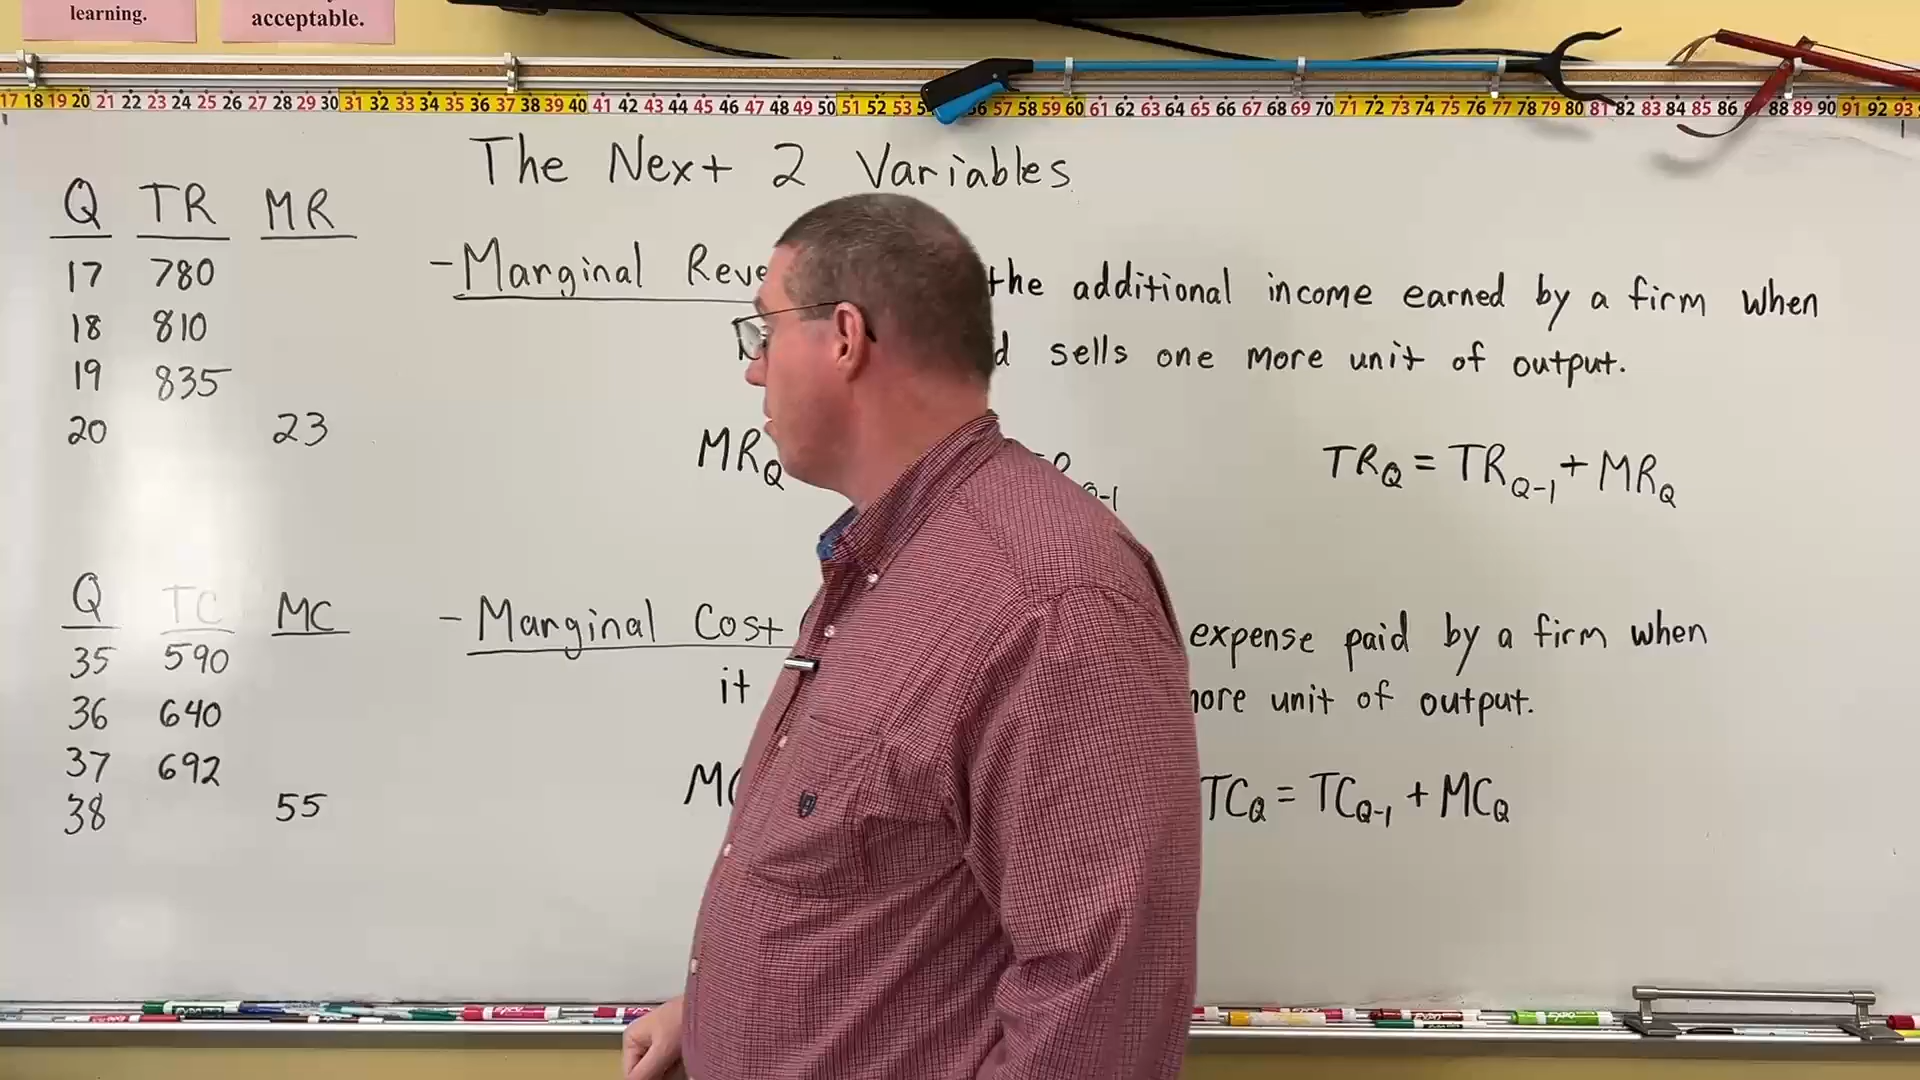 learning.
acceptable.
17 18 19 20 21 22 23 24 25 26 27 28 29 30 31 32 33 34 35 36 37 38 39 40 41 42 43 44 45 46 47 48 49 50 51 52 53 56 57 58 59 60 61 62 63 64 65 66 67 68 69 70 71 72 73 74 75 76 77 78 79 80 81 82 83 84 85 86 88 89 90 91 92 93
The Next 2 Variables
Q TR MR
17 780
18 810
19 835
20 23
- Marginal the additional income earned by a firm when
sells one more unit of output.
MRQ Q-1
TRQ = TRQ-1 + MRQ
Q TC MC
35 590
36 640
37 692
38 55
- Marginal Cost expense paid by a firm when
it more unit of output.
TCQ = TCQ-1 + MCQ